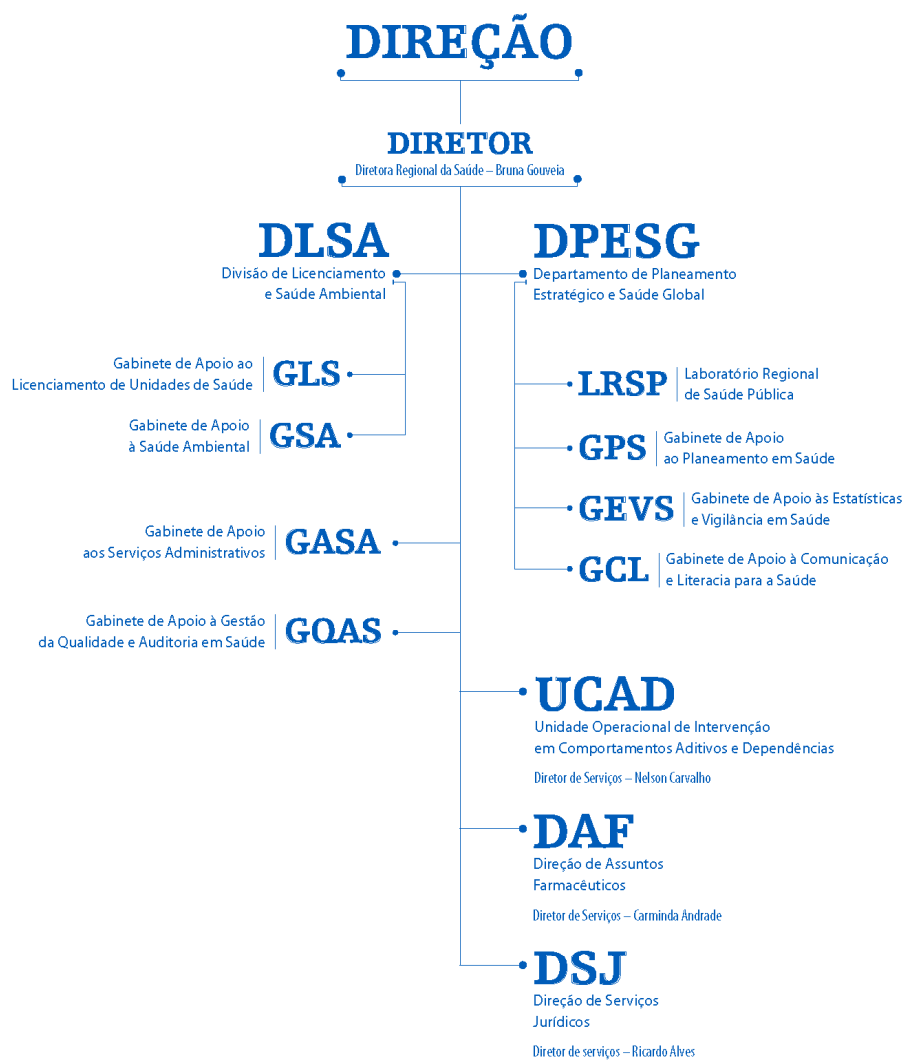 DIREÇÃO
DIRETOR
Diretora Regional da Saúde – Bruna Gouveia
DLSA
Divisão de Licenciamento
e Saúde Ambiental
DPESG
Departamento de Planeamento
Estratégico e Saúde Global
Gabinete de Apoio ao
Licenciamento de Unidades de Saúde
GLS
Gabinete de Apoio
à Saúde Ambiental
GSA
LRSP
Laboratório Regional
de Saúde Pública
GPS
Gabinete de Apoio
ao Planeamento em Saúde
GEVS
Gabinete de Apoio às Estatísticas
e Vigilância em Saúde
GCL
Gabinete de Apoio à Comunicação
e Literacia para a Saúde
Gabinete de Apoio
aos Serviços Administrativos
GASA
Gabinete de Apoio à Gestão
da Qualidade e Auditoria em Saúde
GQAS
UCAD
Unidade Operacional de Intervenção
em Comportamentos Aditivos e Dependências
Diretor de Serviços – Nelson Carvalho
DAF
Direção de Assuntos
Farmacêuticos
Diretor de Serviços – Carminda Andrade
DSJ
Direção de Serviços
Jurídicos
Diretor de serviços – Ricardo Alves